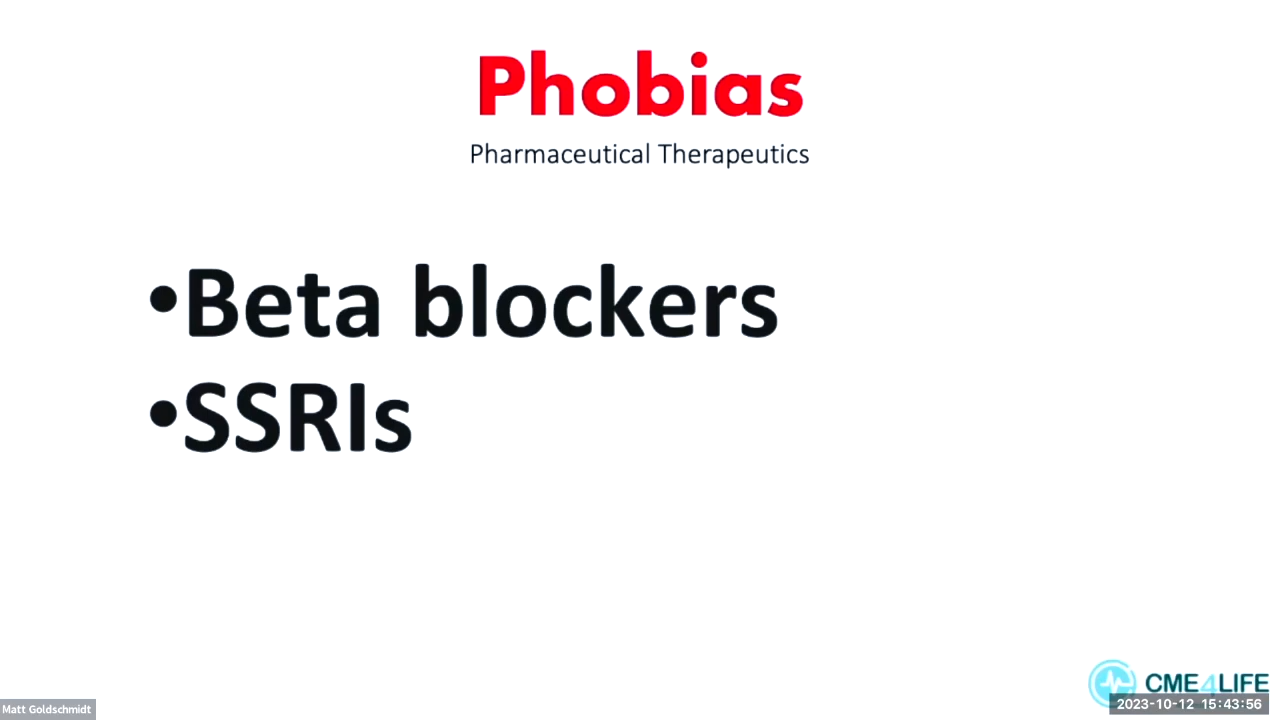 Phobias
Pharmaceutical Therapeutics
•Beta blockers
•SSRIs
CME4LIFE
2023-10-12 15:43:56
Matt Goldschmidt